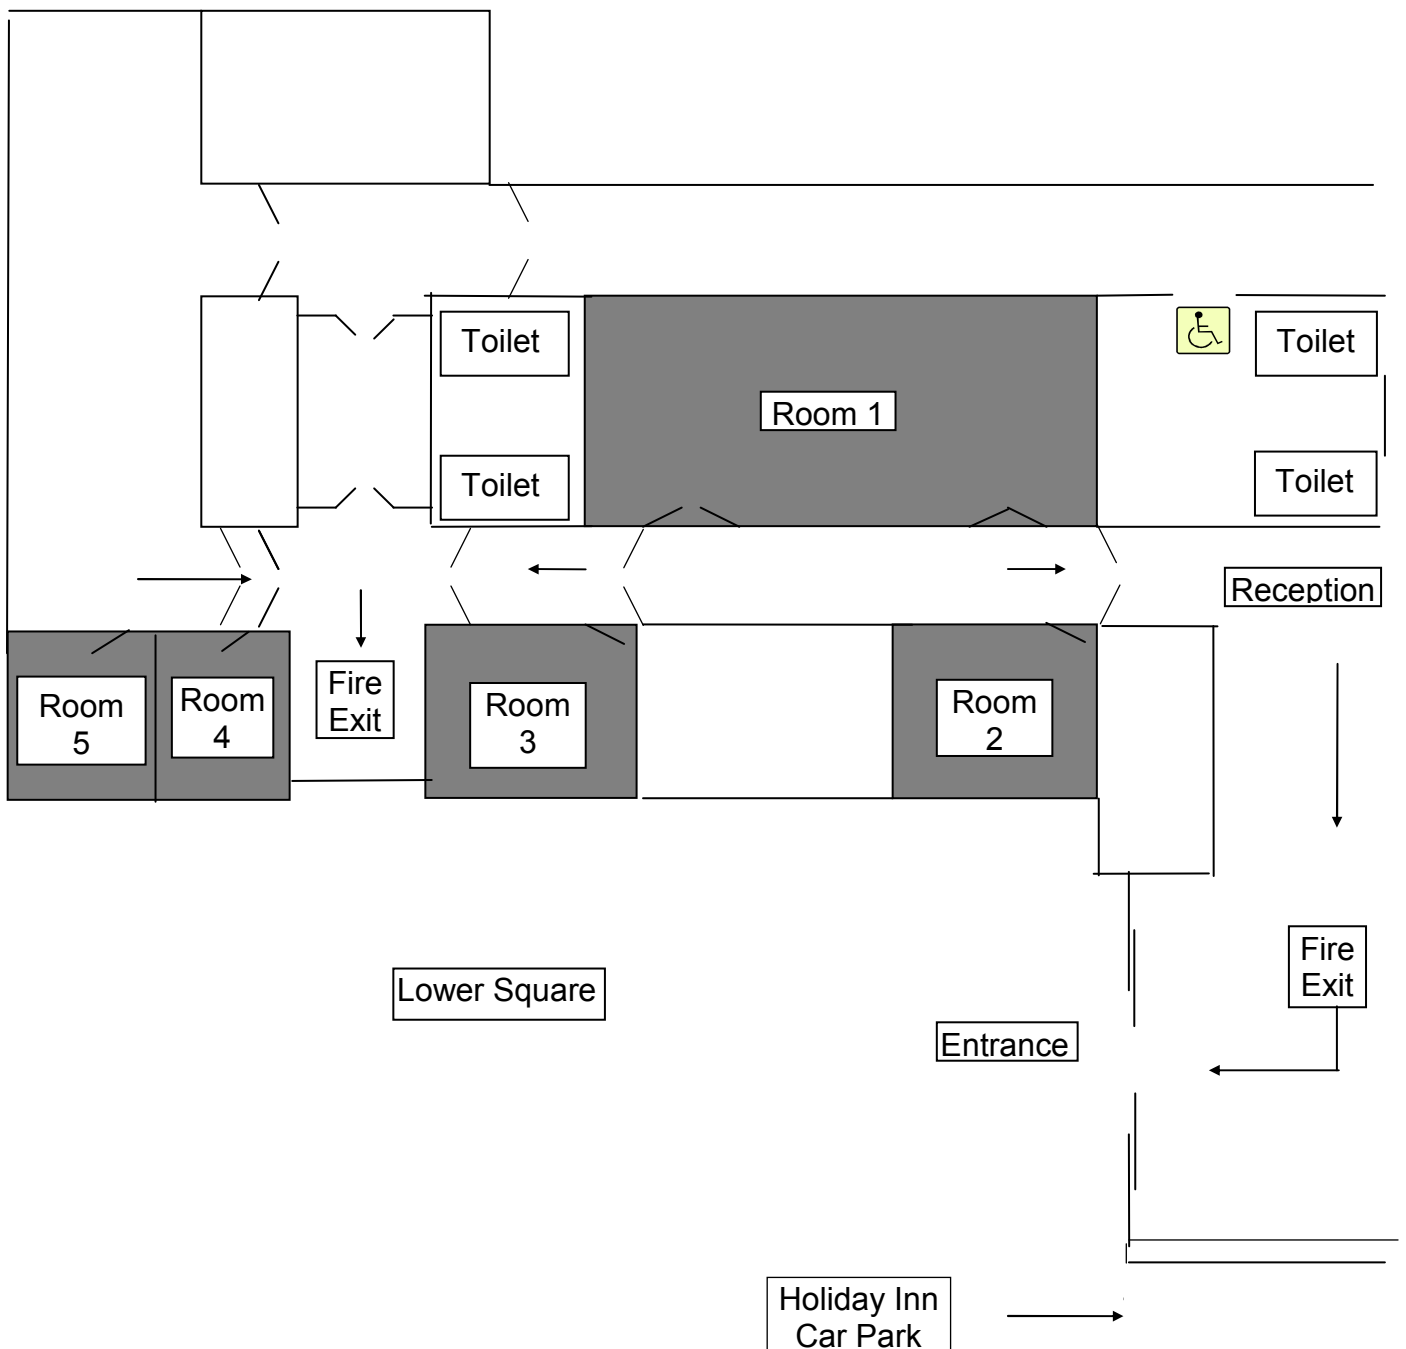 Toilet
Room 1
Toilet
Toilet
Toilet
Reception
Room
5
Room
4
Fire
Exit
Room
3
Room
2
Fire
Exit
Lower Square
Entrance
Holiday Inn
Car Park